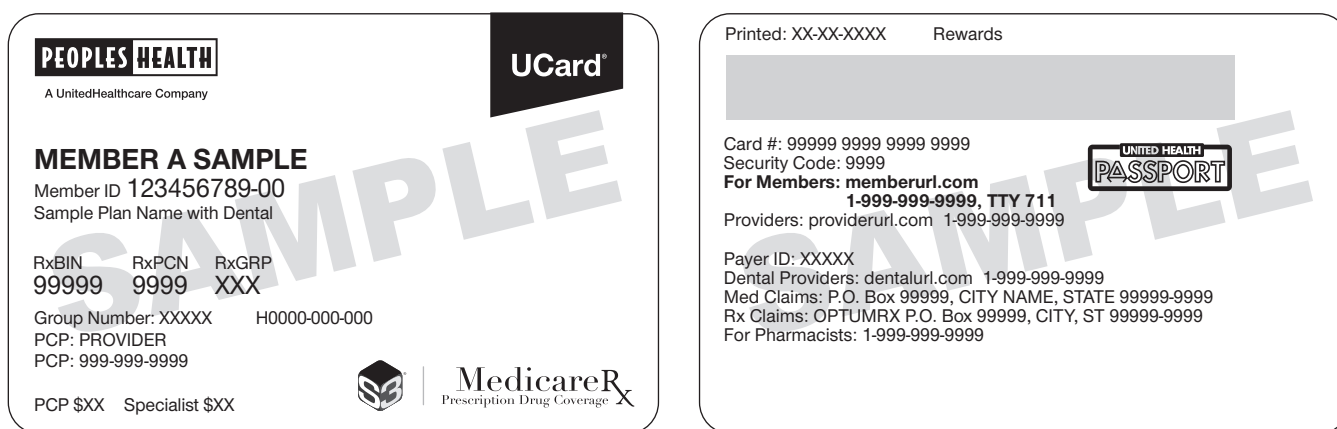 PEOPLES HEALTH
A UnitedHealthcare Company
UCard®
MEMBER A SAMPLE
Member ID 123456789-00
Sample Plan Name with Dental
RxBIN RxPCN RxGRP
99999 9999 XXX
Group Number: XXXXX H0000-000-000
PCP: PROVIDER
PCP: 999-999-9999
PCP $XX Specialist $XX
S3
MedicareRx
Prescription Drug Coverage
SAMPLE
Printed: XX-XX-XXXX Rewards
Card #: 99999 9999 9999 9999
Security Code: 9999
For Members: memberurl.com
1-999-999-9999, TTY 711
Providers: providerurl.com 1-999-999-9999
UNITED HEALTH
PASSPORT
Payer ID: XXXXX
Dental Providers: dentalurl.com 1-999-999-9999
Med Claims: P.O. Box 99999, CITY NAME, STATE 99999-9999
Rx Claims: OPTUMRX P.O. Box 99999, CITY, ST 99999-9999
For Pharmacists: 1-999-999-9999
SAMPLE